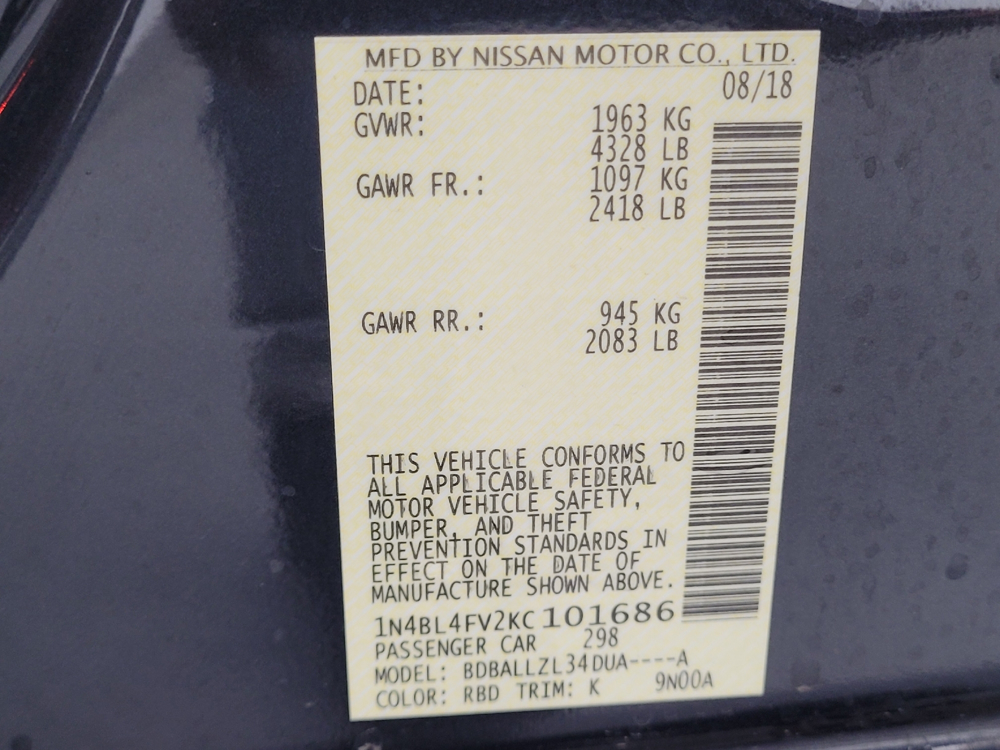 MFD BY NISSAN MOTOR CO., LTD.
DATE: 08/18
GVWR: 1963 KG
4328 LB
GAWR FR.: 1097 KG
2418 LB
GAWR RR.: 945 KG
2083 LB
THIS VEHICLE CONFORMS TO
ALL APPLICABLE FEDERAL
MOTOR VEHICLE SAFETY,
BUMPER, AND THEFT
PREVENTION STANDARDS IN
EFFECT ON THE DATE OF
MANUFACTURE SHOWN ABOVE.
1N4BL4FV2KC101686
PASSENGER CAR 298
MODEL: BDBALLZL34DUA----A
COLOR: RBD TRIM: K 9N00A